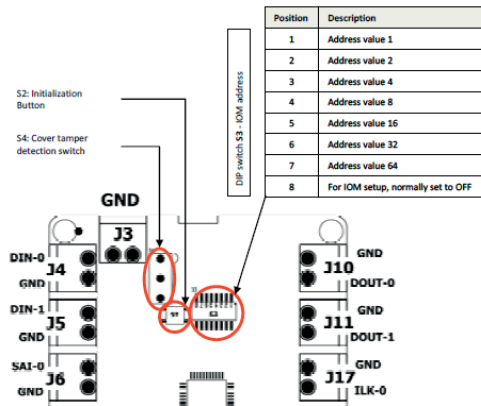 Position Description
1 Address value 1
2 Address value 2
3 Address value 4
4 Address value 8
5 Address value 16
6 Address value 32
7 Address value 64
8 For IOM setup, normally set to OFF
DIP switch S3 - IOM address
S2: Initialization
Button
S4: Cover tamper
detection switch
GND
J3
DIN-0
GND
J4
DIN-1
GND
J5
SAI-0
GND
J6
GND
DOUT-0
J10
GND
DOUT-1
J11
GND
ILK-0
J17